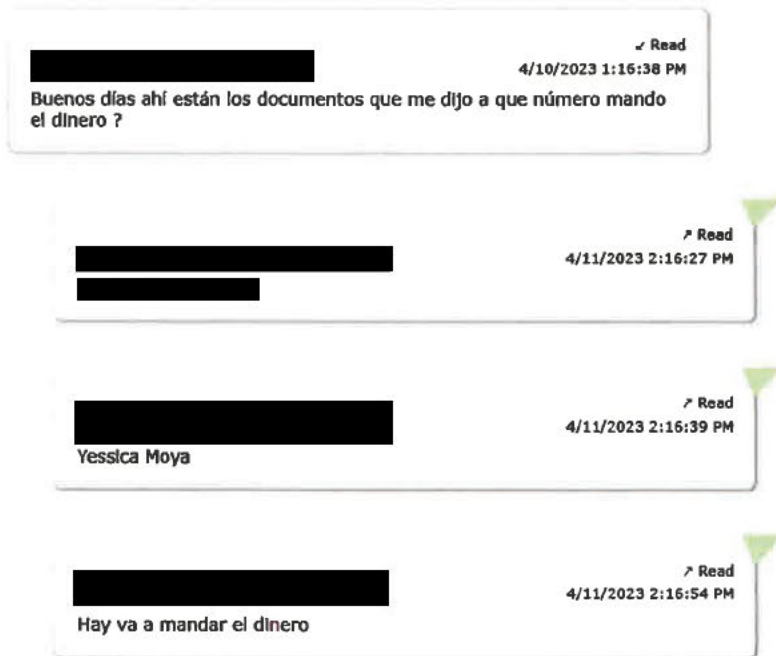 ↙ Read
4/10/2023 1:16:38 PM
Buenos días ahí están los documentos que me dijo a que número mando
el dinero ?
↗ Read
4/11/2023 2:16:27 PM
↗ Read
4/11/2023 2:16:39 PM
Yessica Moya
↗ Read
4/11/2023 2:16:54 PM
Hay va a mandar el dinero